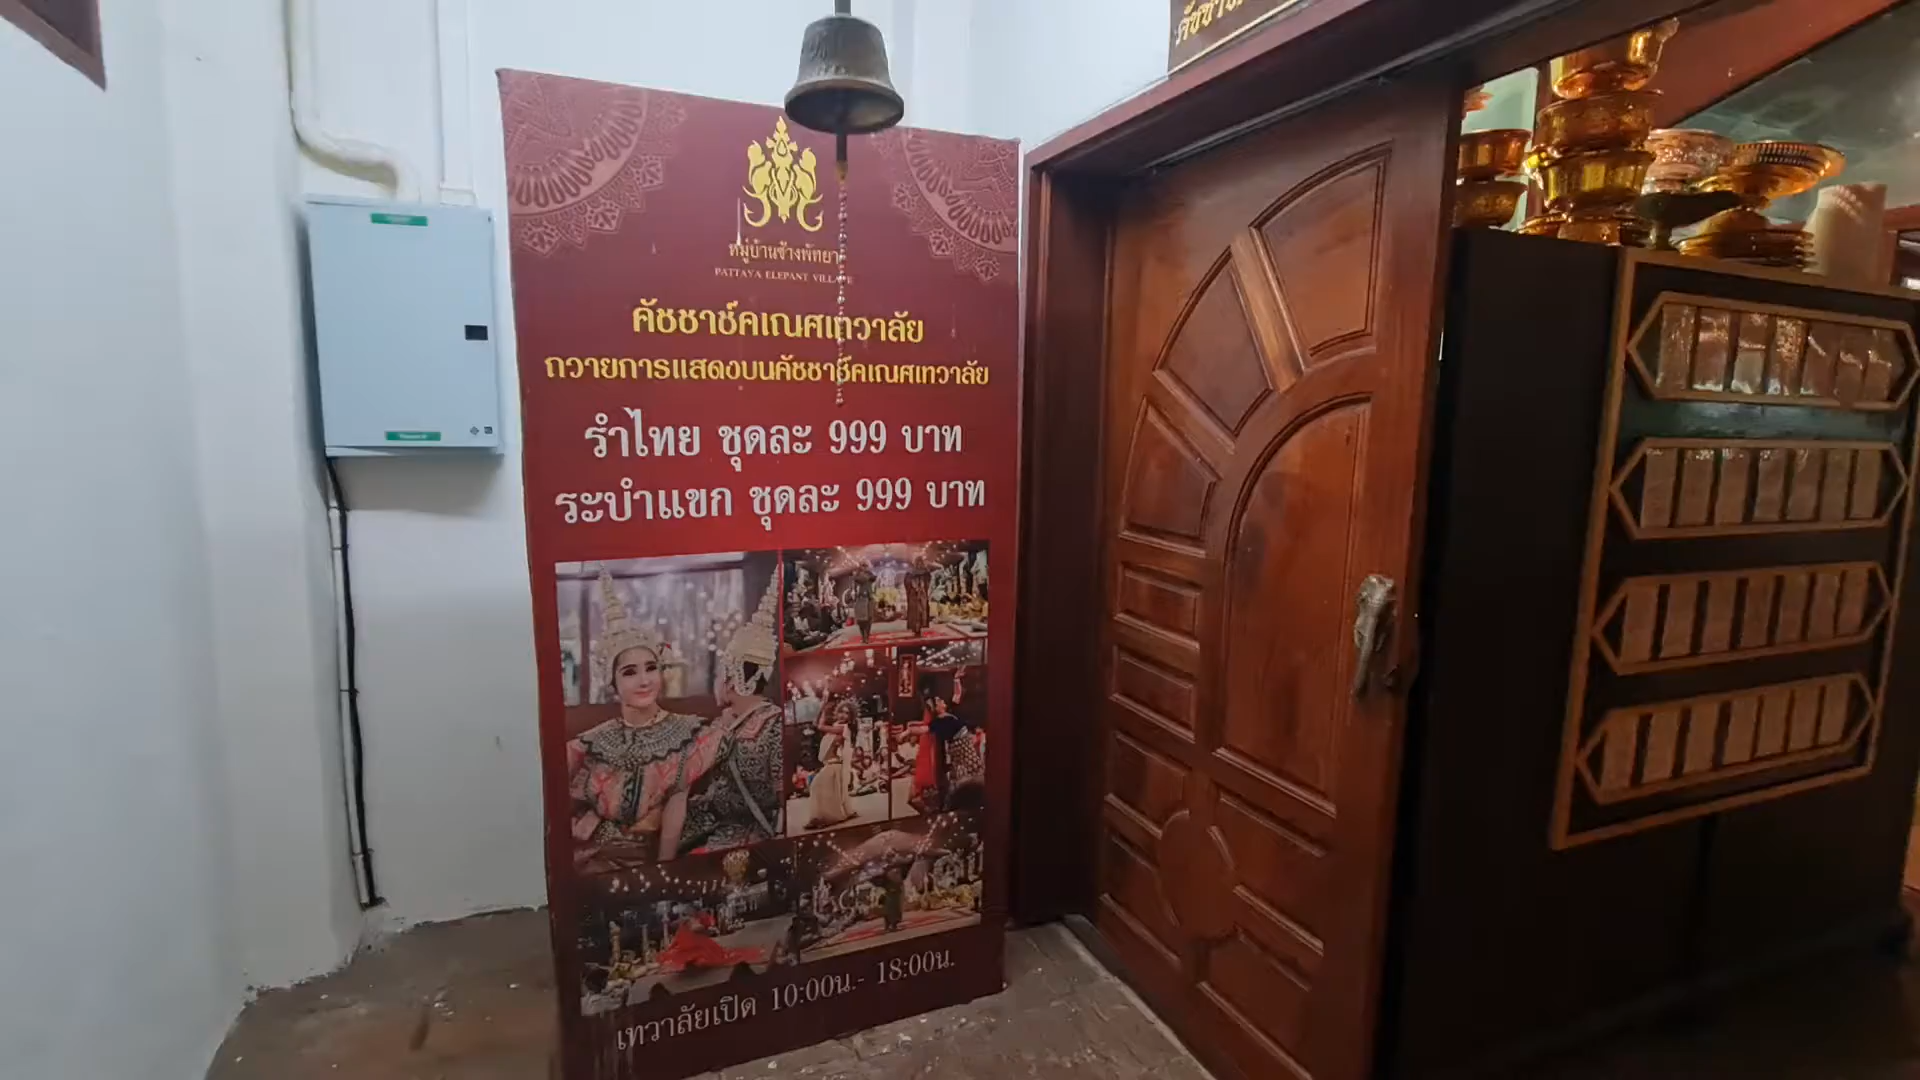 หมู่บ้านช้างพัทยา
PATTAYA ELEPANT VILLAGE
คัชชาช์คเณศเทวาลัย
ถวายการแสดงบนคัชชาช์คเณศเทวาลัย
รำไทย ชุดละ 999 บาท
ระบำแขก ชุดละ 999 บาท
เทวาลัยเปิด 10:00น.- 18:00น.